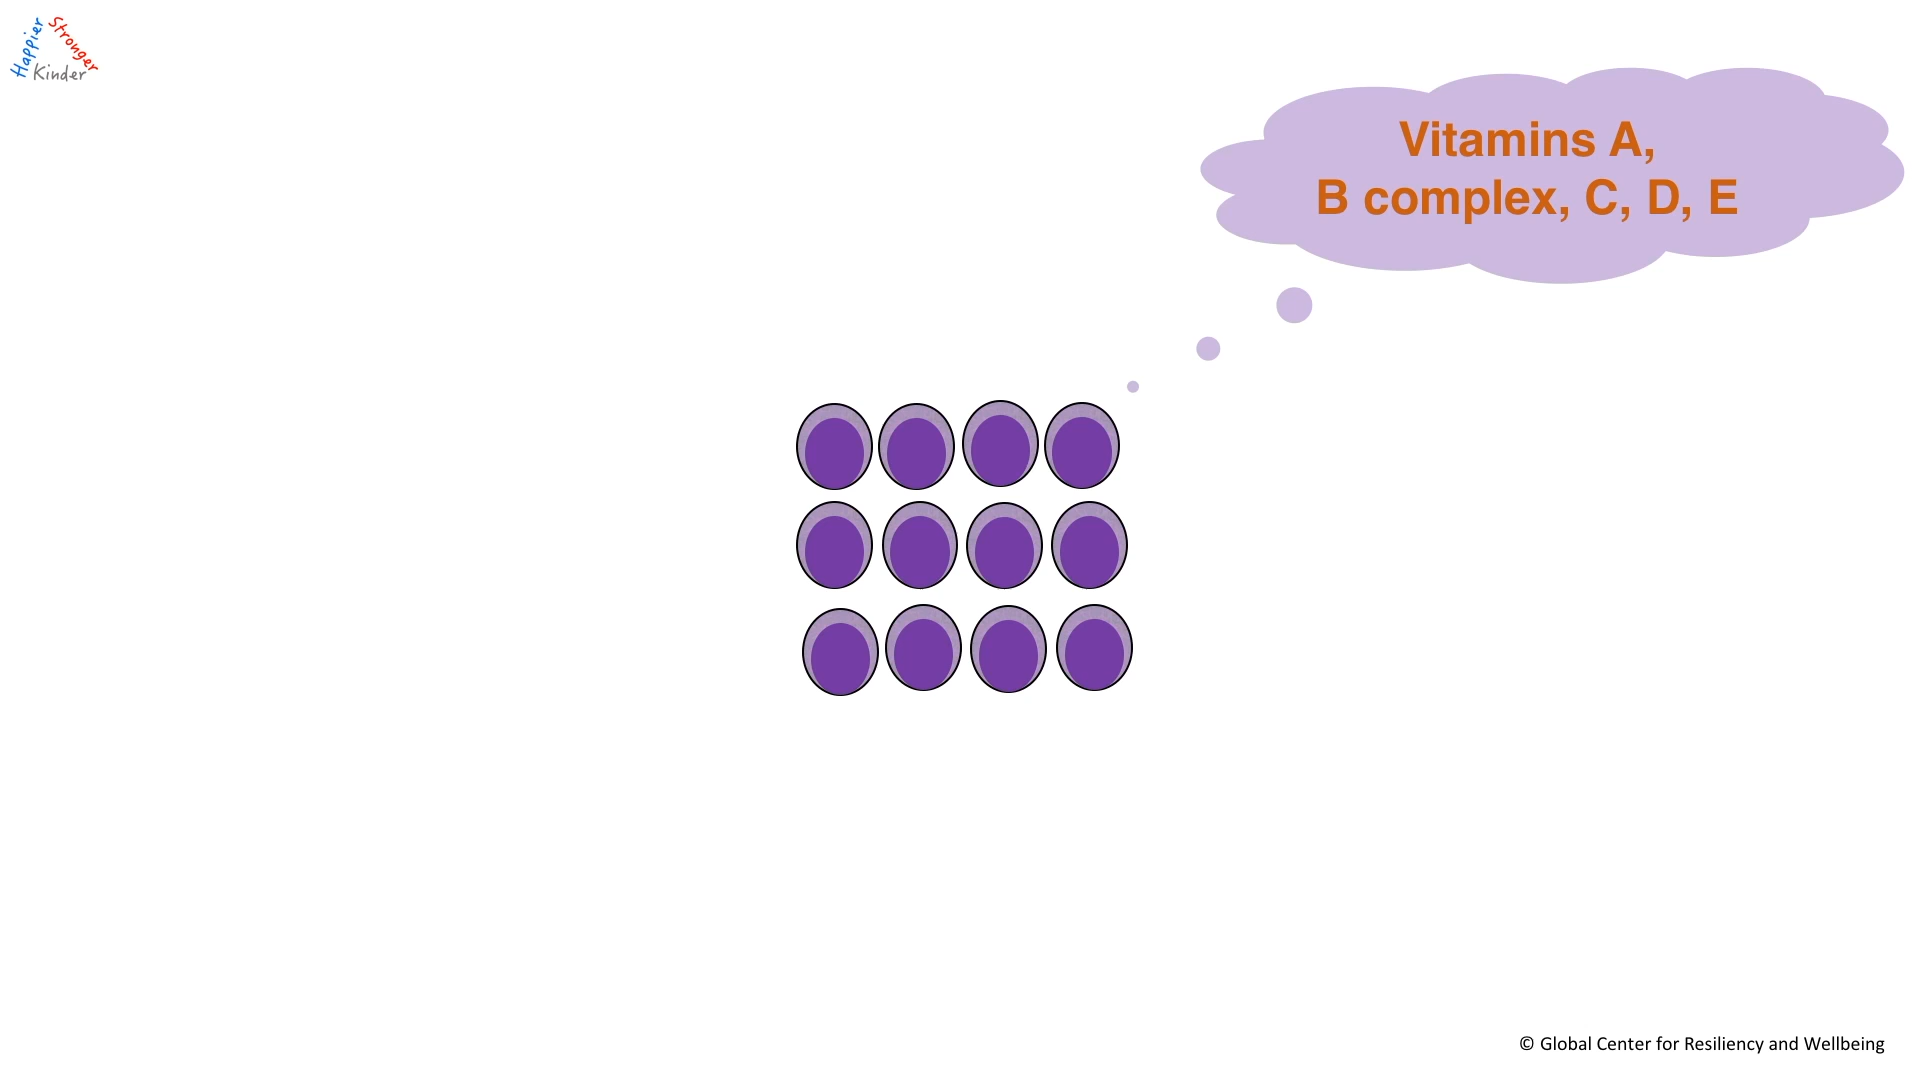 Happier
Stronger
Kinder
Vitamins A,
B complex, C, D, E
© Global Center for Resiliency and Wellbeing